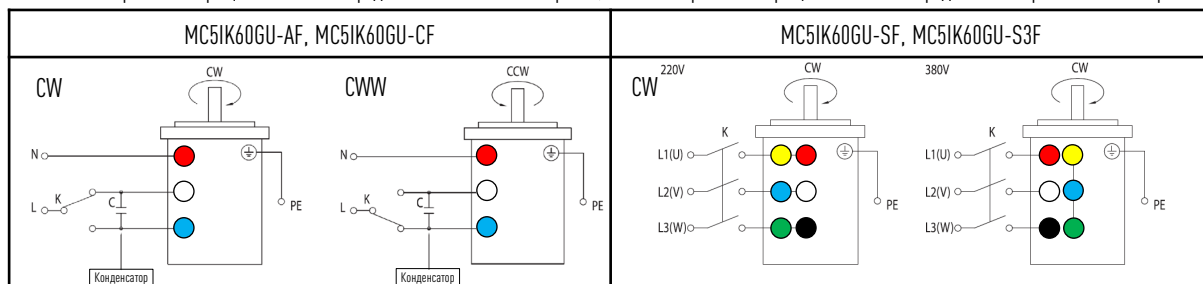 MC5IK60GU-AF, MC5IK60GU-CF
MC5IK60GU-SF, MC5IK60GU-S3F
CW
CW
N
L
K
C
PE
Конденсатор
CWW
CCW
N
L
K
C
PE
Конденсатор
CW
220V
CW
K
L1(U)
L2(V)
L3(W)
PE
380V
CW
K
L1(U)
L2(V)
L3(W)
PE